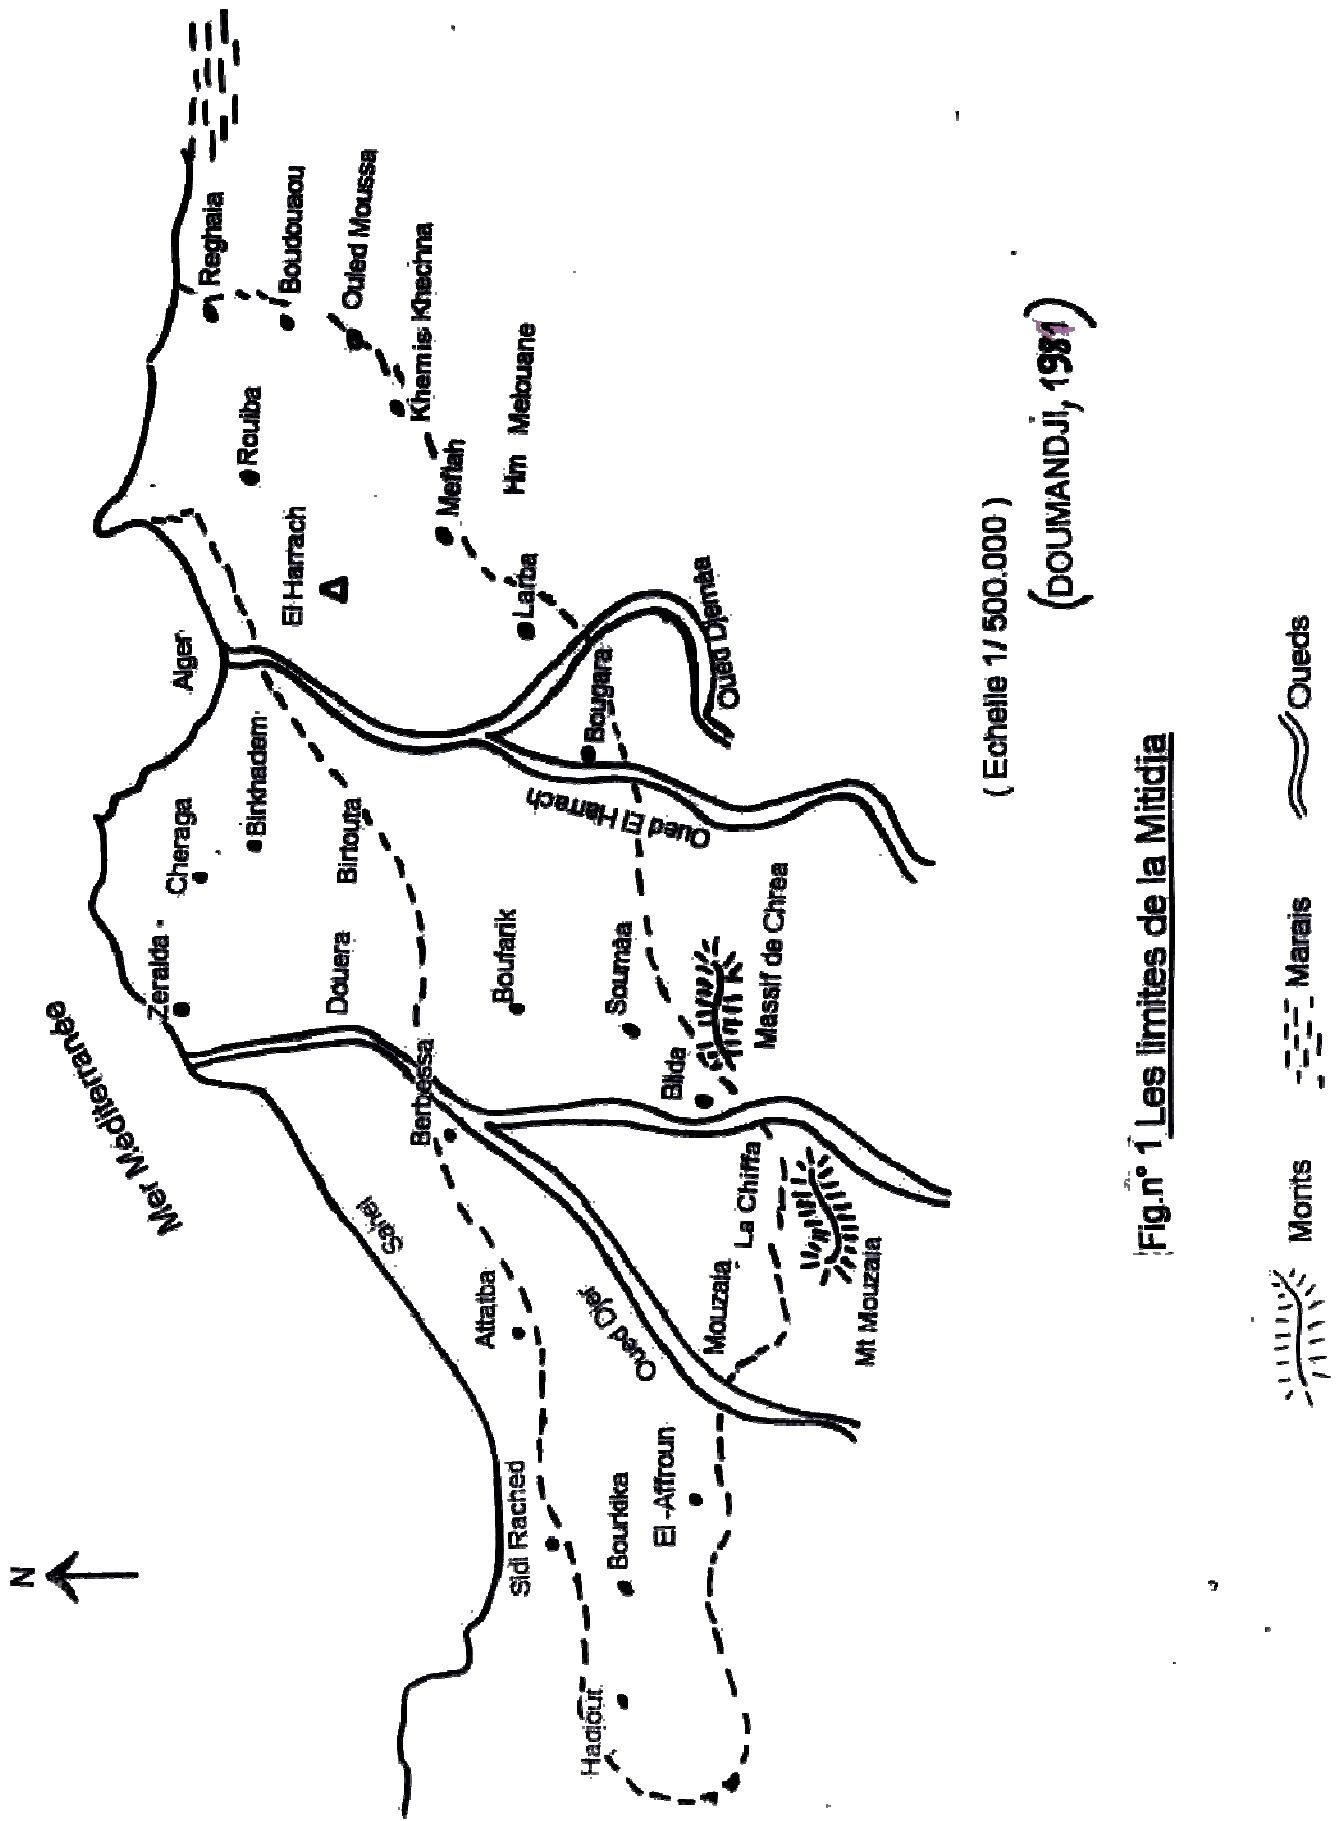 N
Mer Méditerranée
Zeralda
Cheraga
Alger
Reghaia
Birkhadem
Rouiba
Boudouaou
El Harrach
Douera
Birtouta
Ouled Moussa
Sahel
Berbessa
Khemis Khechna
Meftah
Attatba
Boufarik
Larba
Hm Melouane
Sidi Rached
Oued Djer
Soumâa
Oued El Harrach
Bougara
Hadjout
Bourkika
El -Affroun
Mouzaia
La Chiffa
Blida
Oued Djemâa
Massif de Chrea
Mt Mouzaia
( Echelle 1/ 500.000 )
(DOUMANDJI, 1981)
Fig.n° 1 Les limites de la Mitidja
Monts
Marais
Oueds